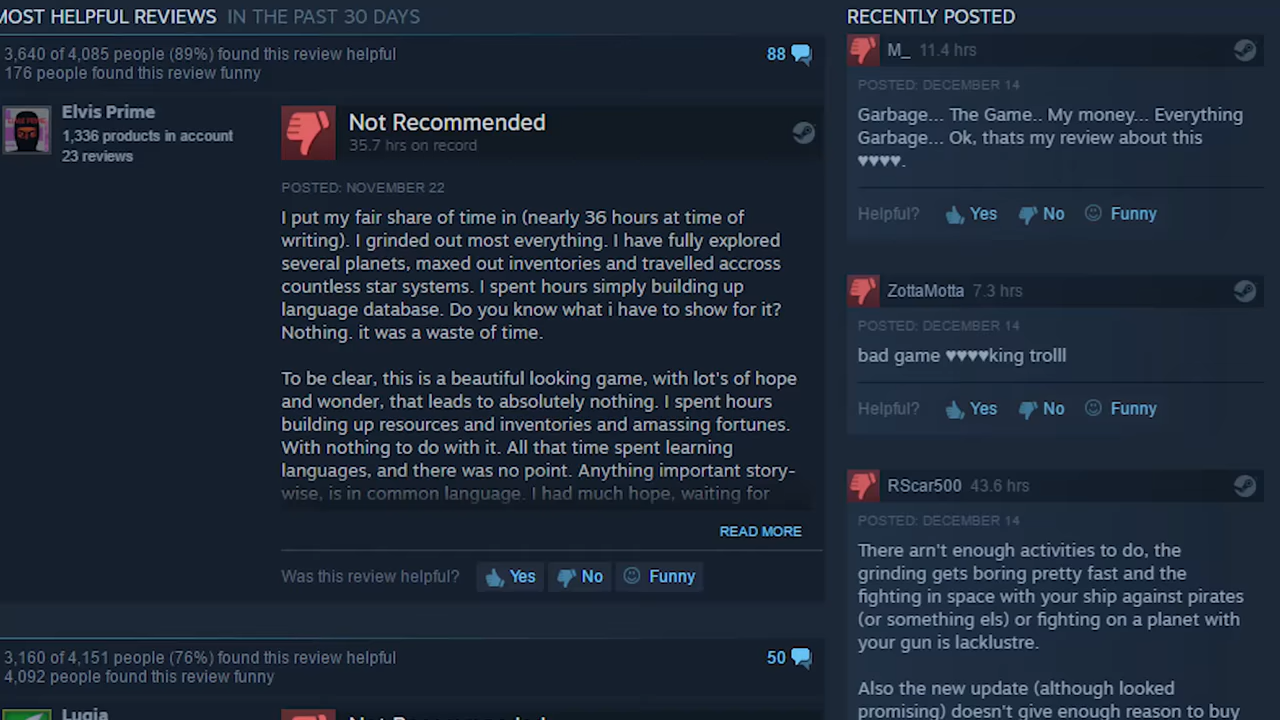 MOST HELPFUL REVIEWS IN THE PAST 30 DAYS
3,640 of 4,085 people (89%) found this review helpful
176 people found this review funny
88
Elvis Prime
1,336 products in account
23 reviews
Not Recommended
35.7 hrs on record
POSTED: NOVEMBER 22
I put my fair share of time in (nearly 36 hours at time of
writing). I grinded out most everything. I have fully explored
several planets, maxed out inventories and travelled accross
countless star systems. I spent hours simply building up
language database. Do you know what i have to show for it?
Nothing. it was a waste of time.
To be clear, this is a beautiful looking game, with lot's of hope
and wonder, that leads to absolutely nothing. I spent hours
building up resources and inventories and amassing fortunes.
With nothing to do with it. All that time spent learning
languages, and there was no point. Anything important story-
wise, is in common language. I had much hope, waiting for
READ MORE
Was this review helpful? Yes No Funny
3,160 of 4,151 people (76%) found this review helpful
4,092 people found this review funny
50
Lugia
Not Recommended
RECENTLY POSTED
M_ 11.4 hrs
POSTED: DECEMBER 14
Garbage... The Game.. My money... Everything
Garbage... Ok, thats my review about this
♥♥♥♥.
Helpful? Yes No Funny
ZottaMotta 7.3 hrs
POSTED: DECEMBER 14
bad game ♥♥♥♥king trolll
Helpful? Yes No Funny
RScar500 43.6 hrs
POSTED: DECEMBER 14
There arn't enough activities to do, the
grinding gets boring pretty fast and the
fighting in space with your ship against pirates
(or something els) or fighting on a planet with
your gun is lacklustre.
Also the new update (although looked
promising) doesn't give enough reason to buy